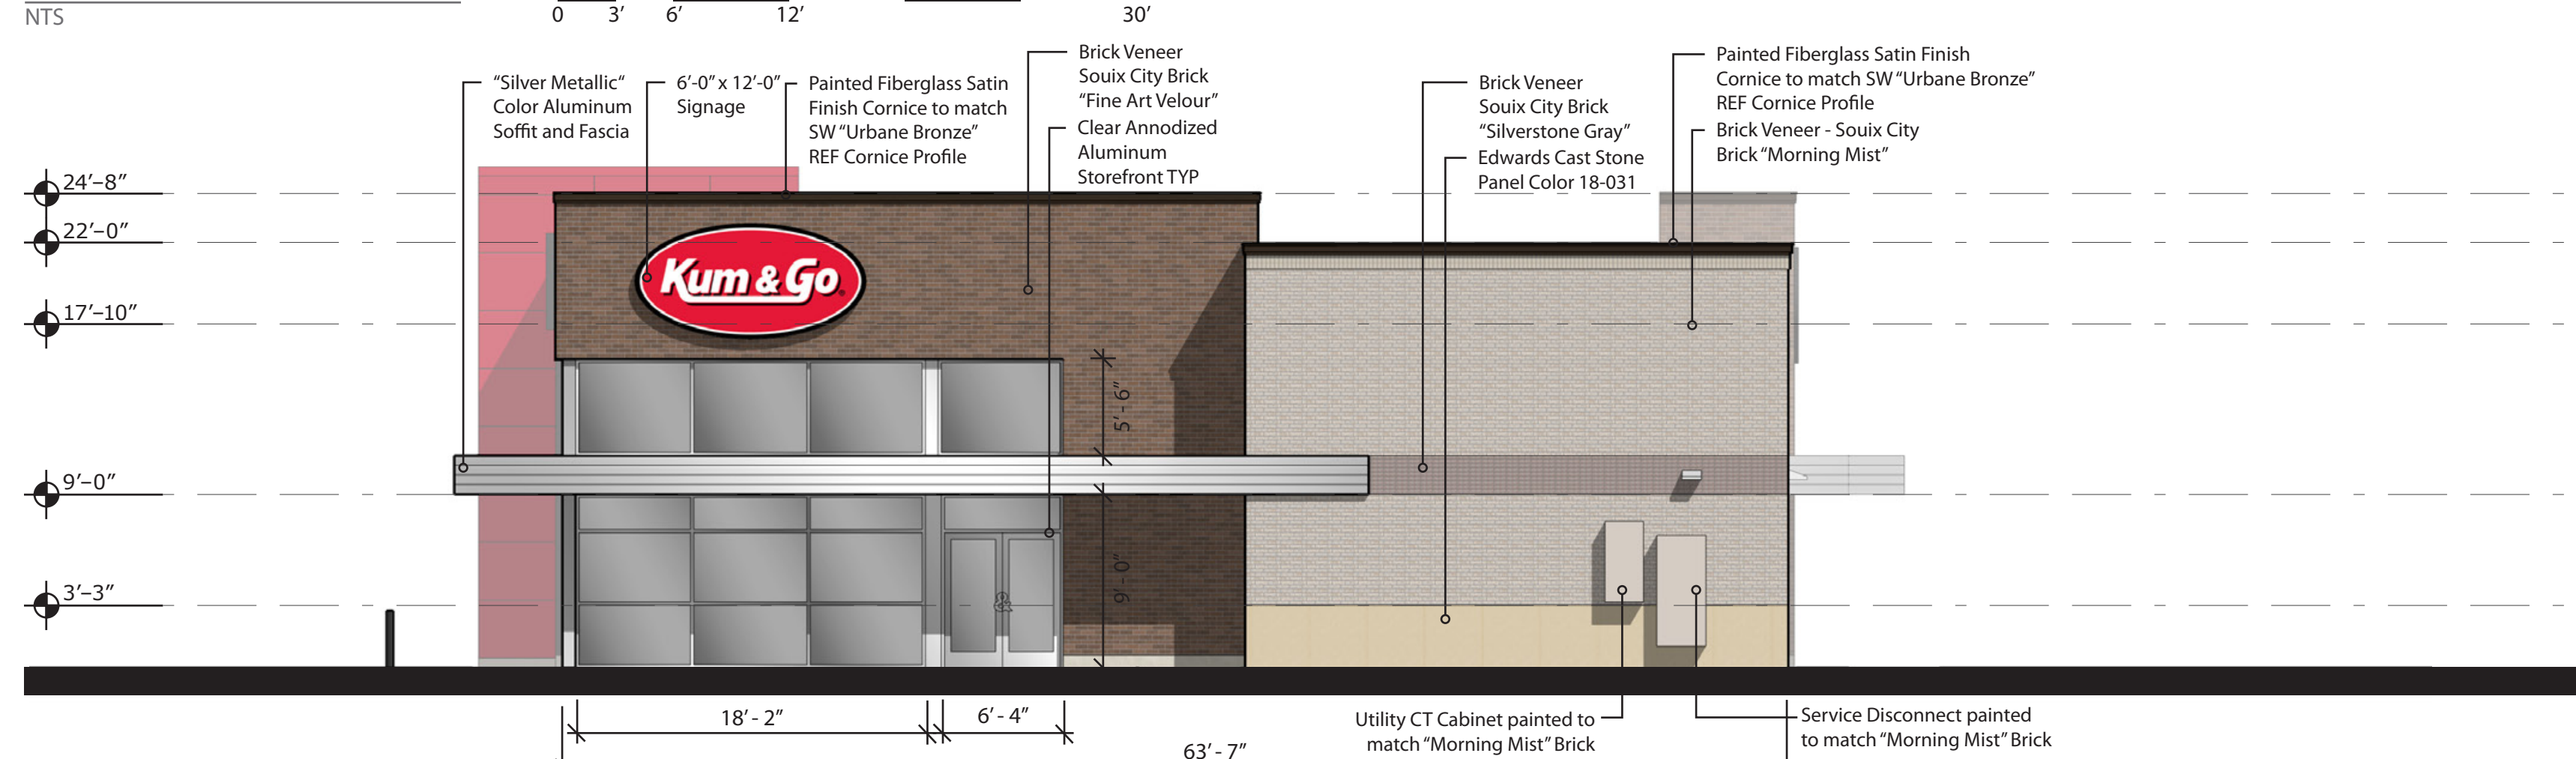 NTS
0 3’ 6’ 12’ 30’
“Silver Metallic“
Color Aluminum
Soffit and Fascia
6’-0” x 12’-0”
Signage
Painted Fiberglass Satin
Finish Cornice to match
SW “Urbane Bronze”
REF Cornice Profile
Brick Veneer
Souix City Brick
“Fine Art Velour”
Clear Annodized
Aluminum
Storefront TYP
Brick Veneer
Souix City Brick
“Silverstone Gray”
Edwards Cast Stone
Panel Color 18-031
Painted Fiberglass Satin Finish
Cornice to match SW “Urbane Bronze”
REF Cornice Profile
Brick Veneer - Souix City
Brick “Morning Mist”
24’–8”
22’–0”
17’–10”
9’–0”
3’–3”
Kum & Go
5’ - 6”
9’ - 0”
&
18’ - 2”
6’ - 4”
63’ - 7”
Utility CT Cabinet painted to
match “Morning Mist” Brick
Service Disconnect painted
to match “Morning Mist” Brick